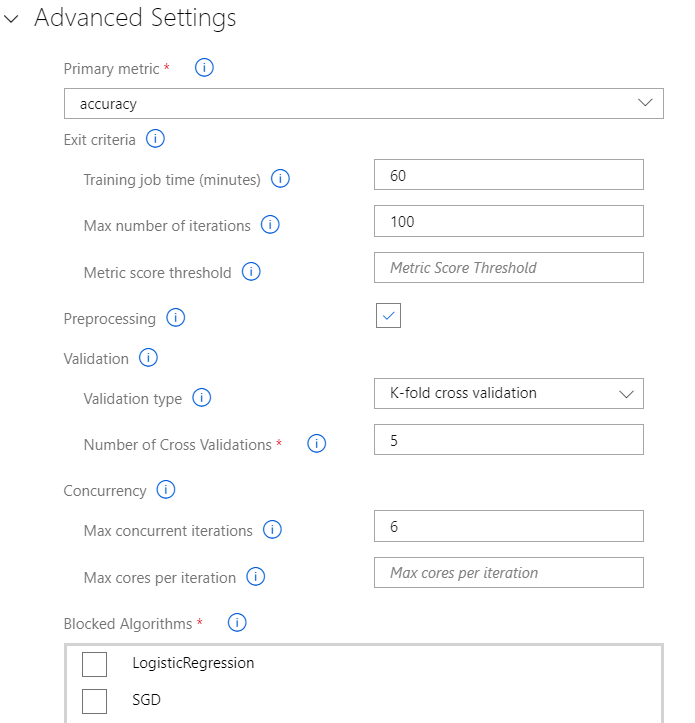 Advanced Settings
Primary metric *
accuracy
Exit criteria
Training job time (minutes)
60
Max number of iterations
100
Metric score threshold
Metric Score Threshold
Preprocessing
Validation
Validation type
K-fold cross validation
Number of Cross Validations *
5
Concurrency
Max concurrent iterations
6
Max cores per iteration
Max cores per iteration
Blocked Algorithms *
LogisticRegression
SGD